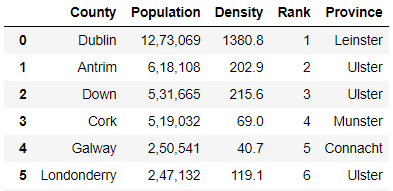 County Population Density Rank Province
0 Dublin 12,73,069 1380.8 1 Leinster
1 Antrim 6,18,108 202.9 2 Ulster
2 Down 5,31,665 215.6 3 Ulster
3 Cork 5,19,032 69.0 4 Munster
4 Galway 2,50,541 40.7 5 Connacht
5 Londonderry 2,47,132 119.1 6 Ulster